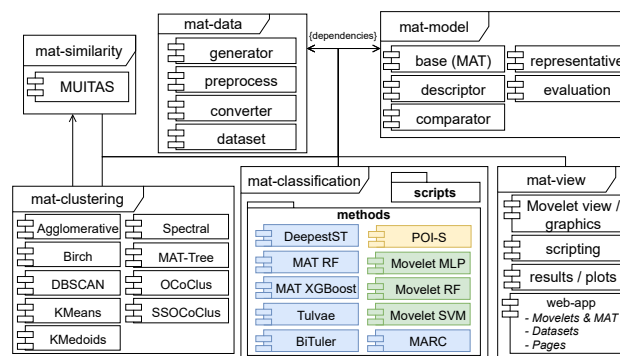 mat-similarity
MUITAS
mat-data
generator
preprocess
converter
dataset
{dependencies}
mat-model
base (MAT)
descriptor
comparator
representative
evaluation
mat-clustering
Agglomerative
Birch
DBSCAN
KMeans
KMedoids
Spectral
MAT-Tree
OCoClus
SSOCoClus
mat-classification
scripts
methods
DeepestST
MAT RF
MAT XGBoost
Tulvae
BiTuler
POI-S
Movelet MLP
Movelet RF
Movelet SVM
MARC
mat-view
Movelet view /
graphics
scripting
results / plots
web-app
- Movelets & MAT
- Datasets
- Pages